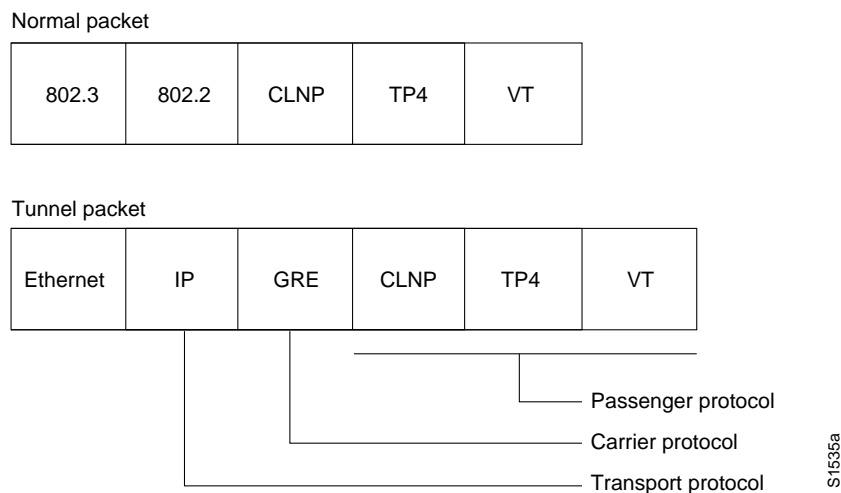 Normal packet
802.3 802.2 CLNP TP4 VT
Tunnel packet
Ethernet IP GRE CLNP TP4 VT
Passenger protocol
Carrier protocol
Transport protocol
S1535a